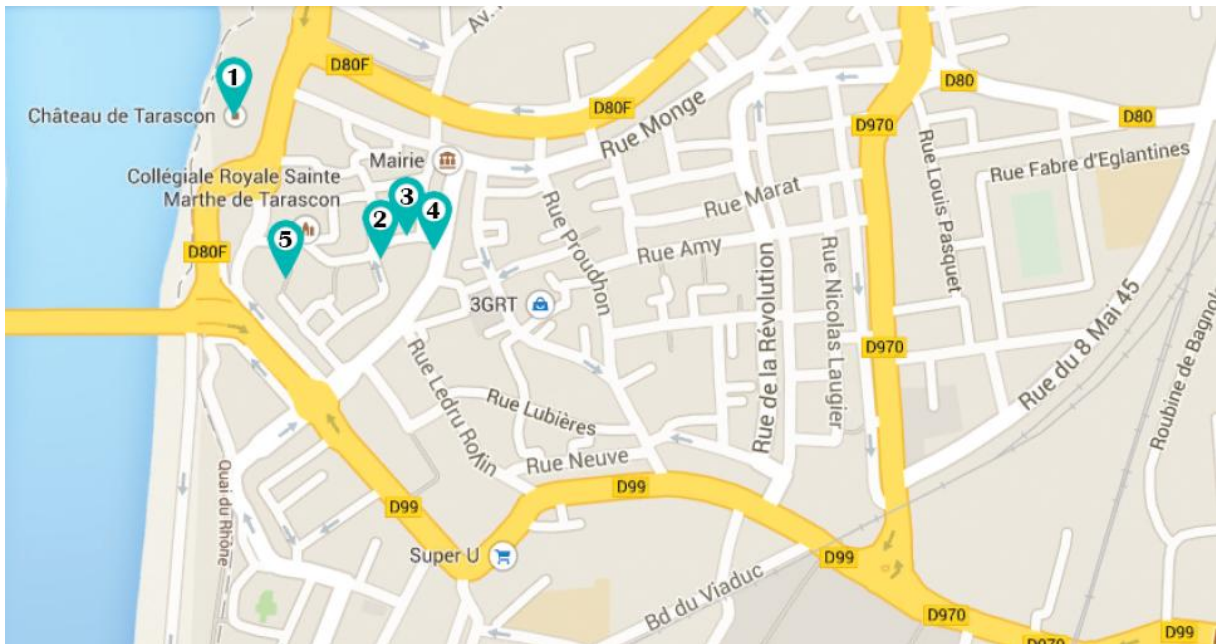 Av.
D80F
1
Château de Tarascon
D80F
D80
D80
D970
Mairie
Rue Monge
Collégiale Royale Sainte
Marthe de Tarascon
Rue Fabre d'Eglantines
Rue Louis Pasquet
Rue Marat
3
4
2
5
D80F
Rue Proudhon
Rue Amy
Rue de la Révolution
Rue Nicolas Laugier
3GRT
D970
Rue du 8 Mai 45
Roubine de Bagnol
Rue Ledru Rollin
Rue Lubières
Rue Neuve
Quai du Rhône
D99
D99
Super U
D99
Bd du Viaduc
D970
D970
D99